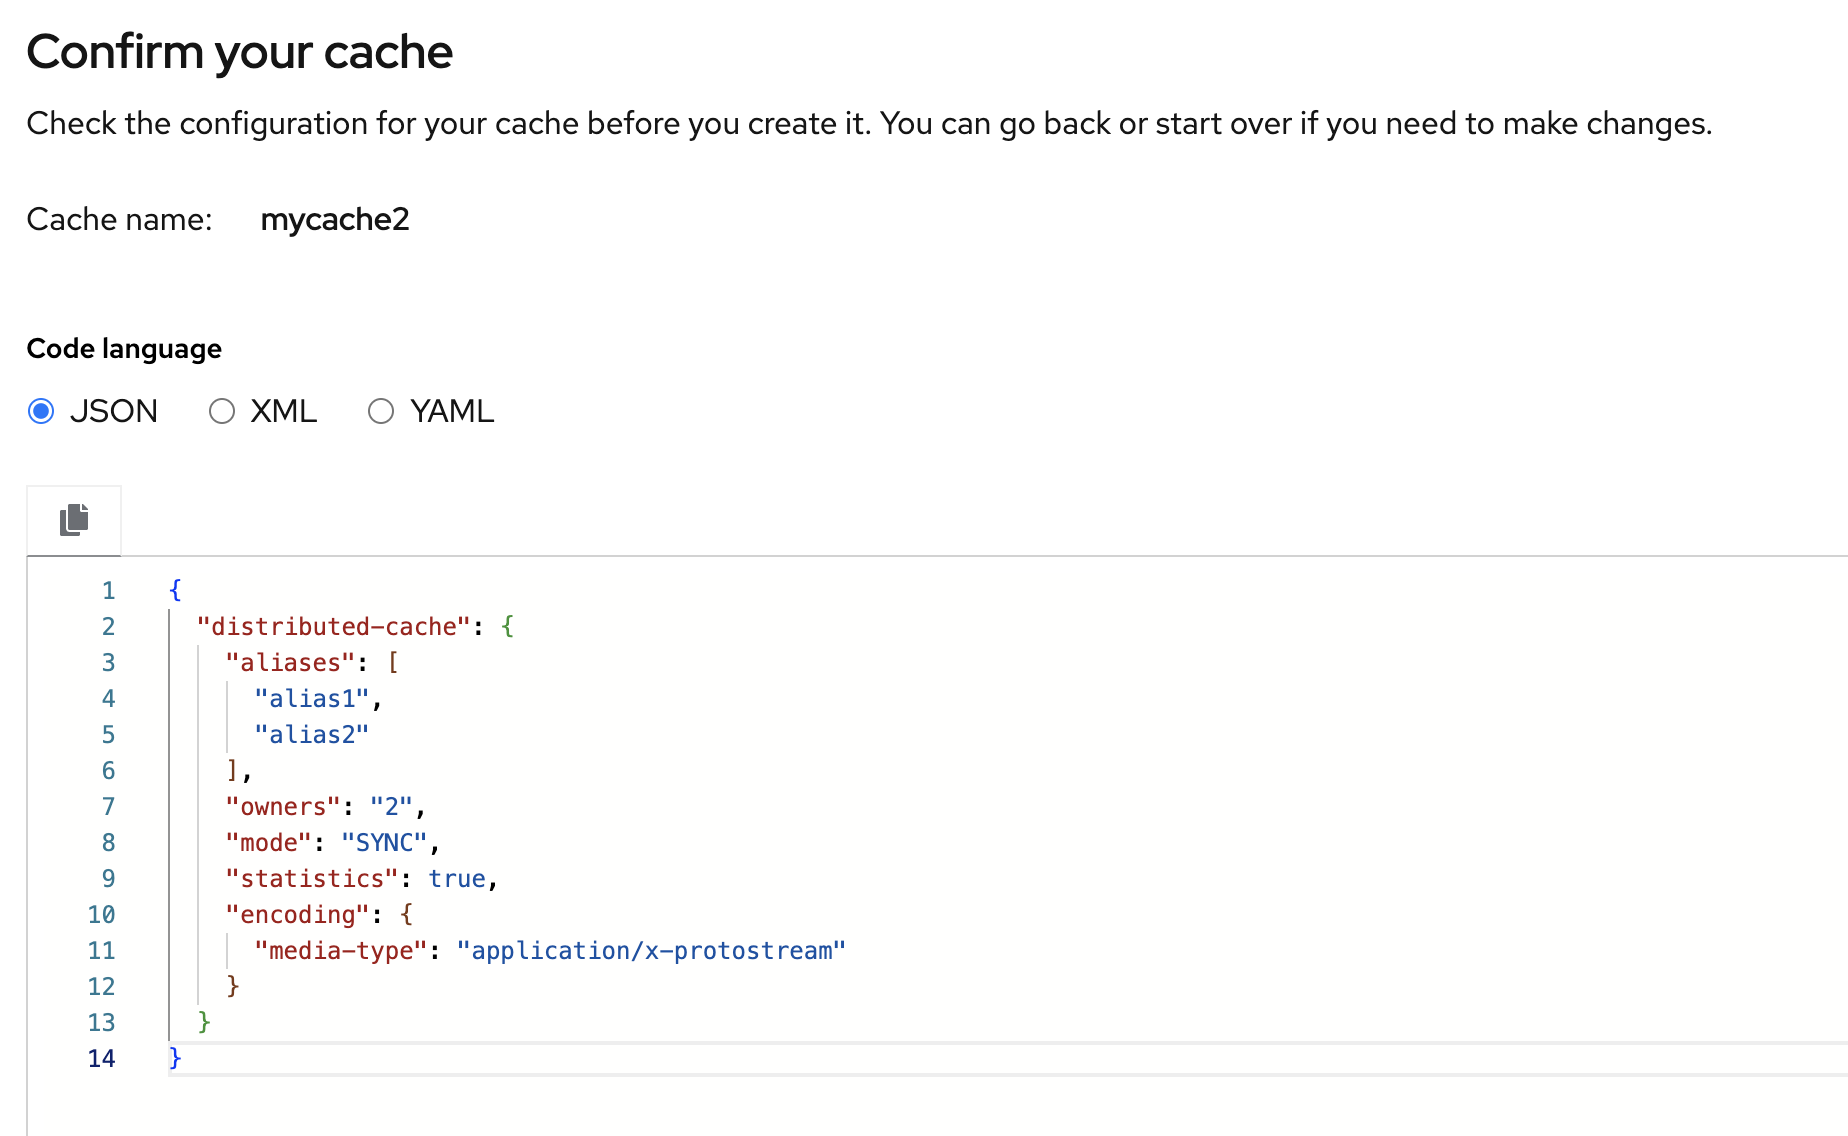 Confirm your cache
Check the configuration for your cache before you create it. You can go back or start over if you need to make changes.
Cache name: mycache2
Code language
JSON XML YAML
1 {
2 "distributed-cache": {
3 "aliases": [
4 "alias1",
5 "alias2"
6 ],
7 "owners": "2",
8 "mode": "SYNC",
9 "statistics": true,
10 "encoding": {
11 "media-type": "application/x-protostream"
12 }
13 }
14 }